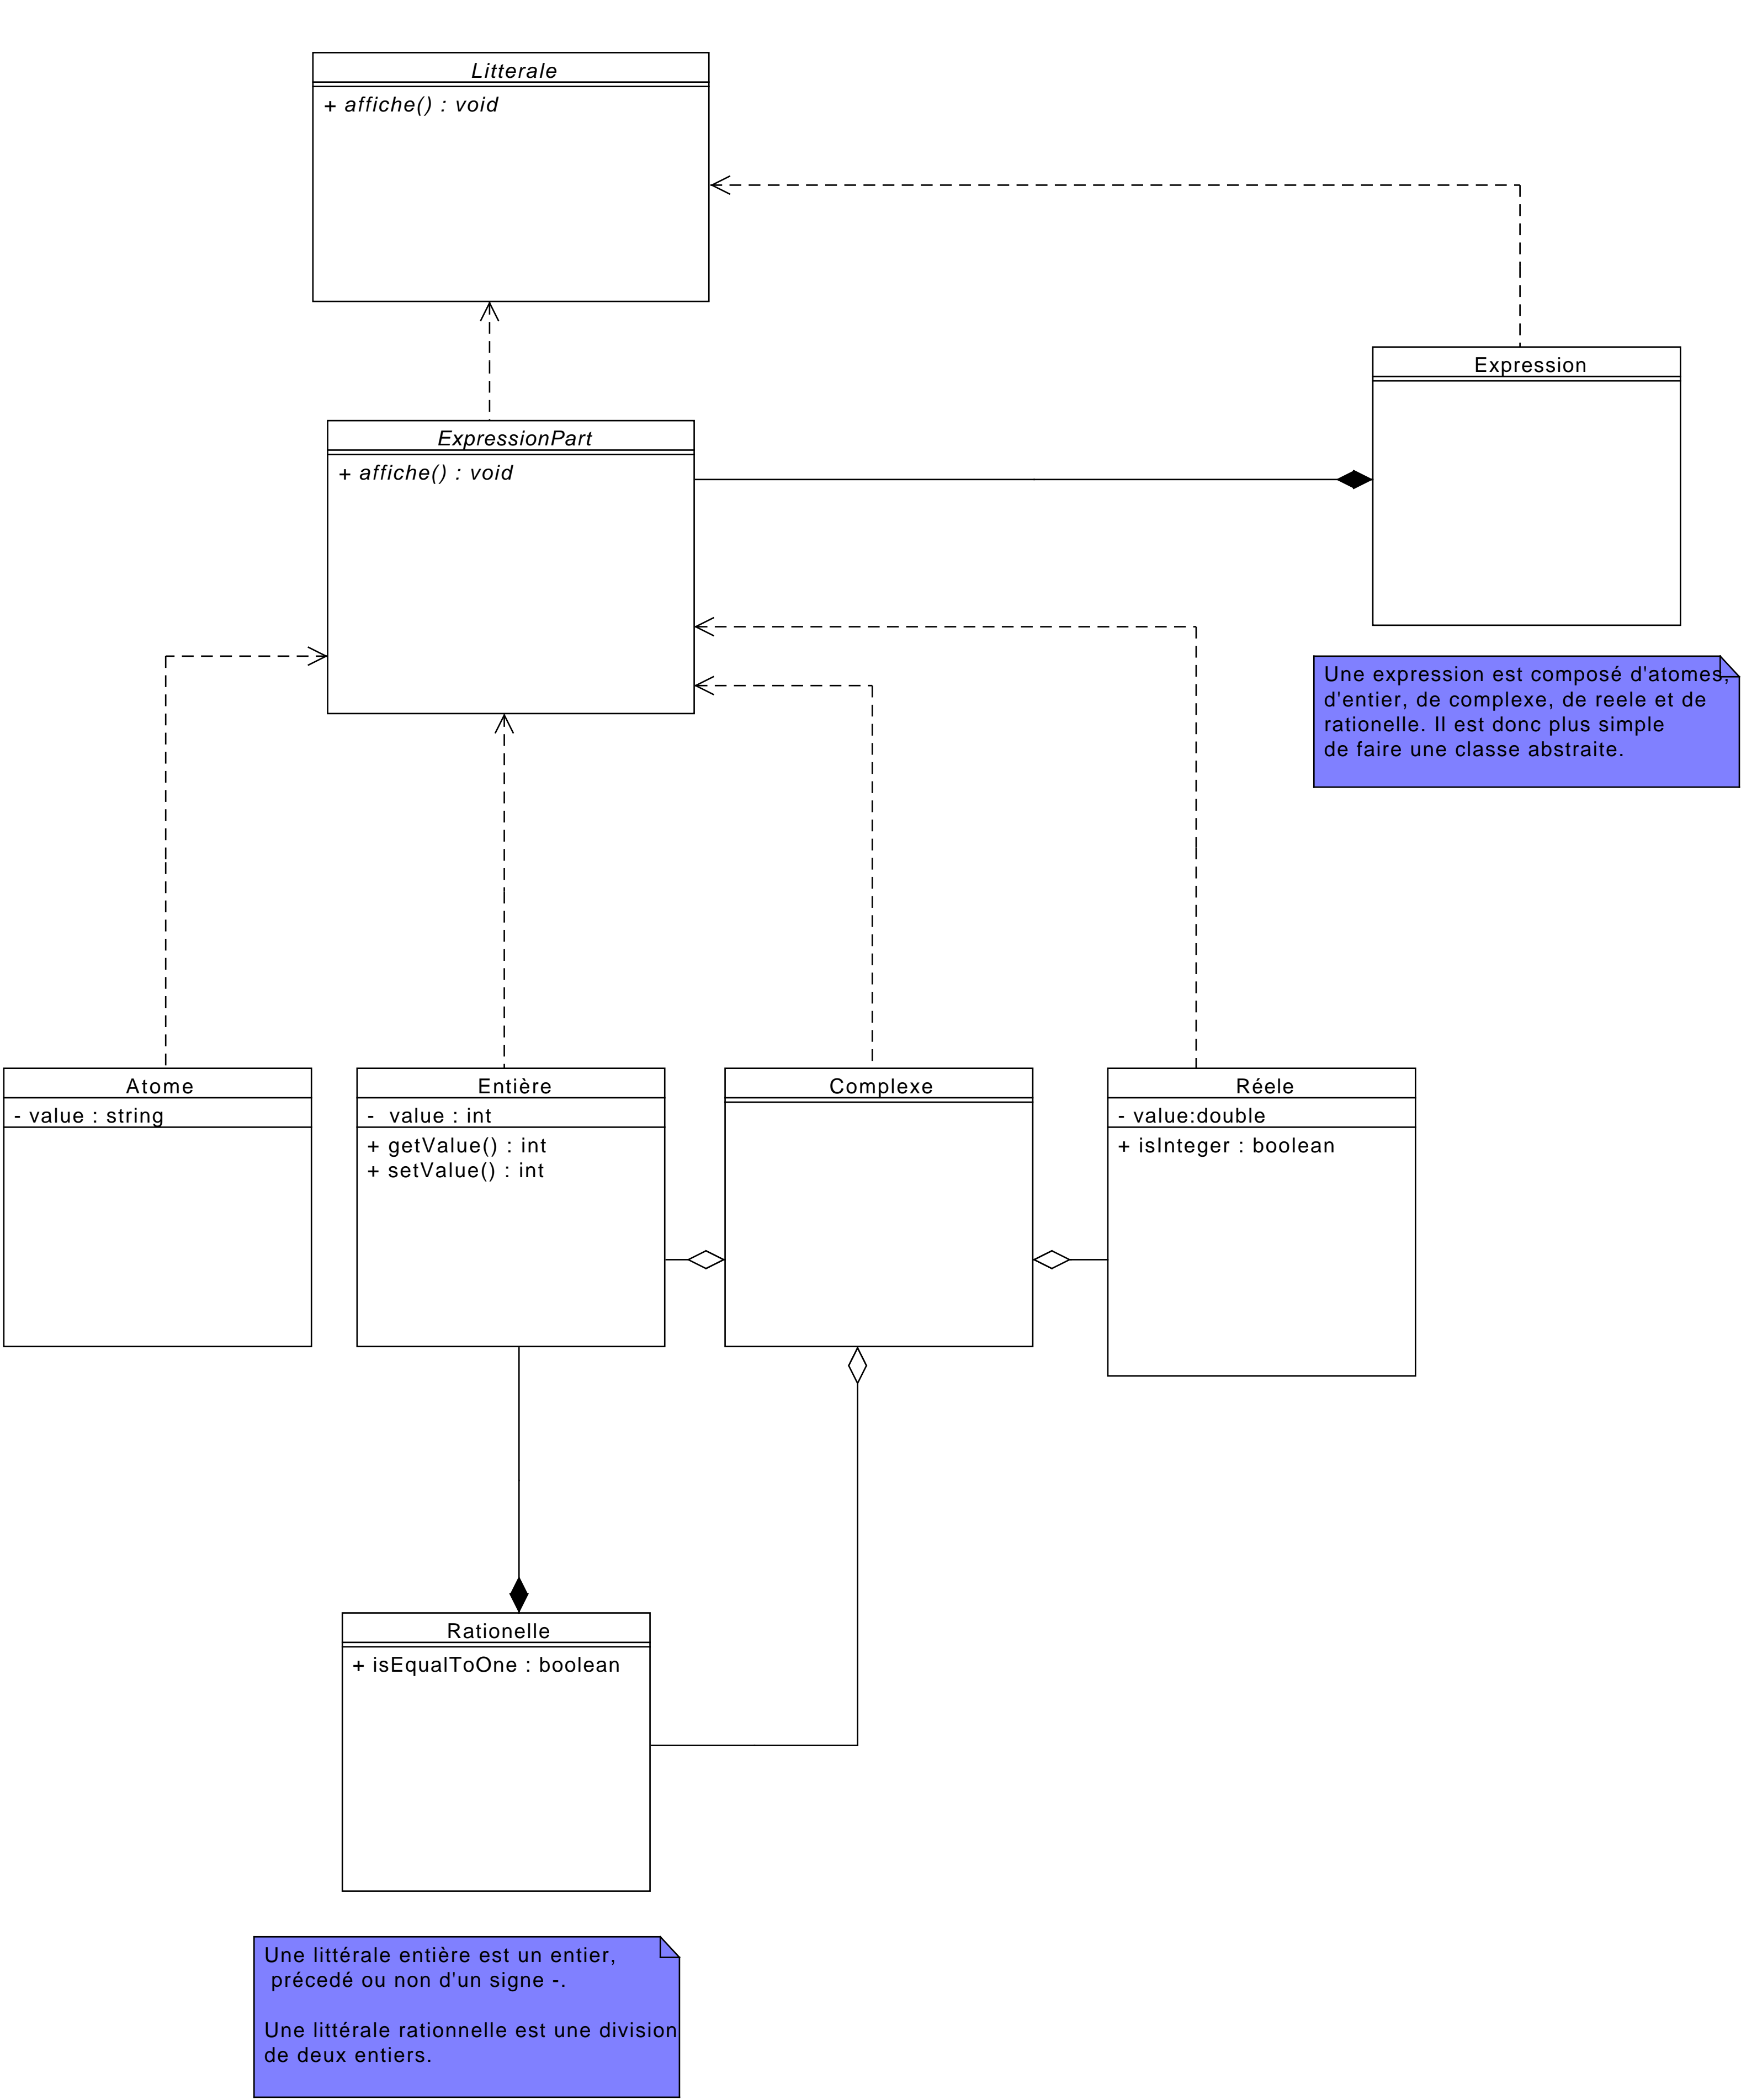 Litterale
+ affiche() : void
Expression
ExpressionPart
+ affiche() : void
Une expression est composé d'atomes,
d'entier, de complexe, de reele et de
rationelle. Il est donc plus simple
de faire une classe abstraite.
Atome
- value : string
Entière
- value : int
+ getValue() : int
+ setValue() : int
Complexe
Réele
- value:double
+ isInteger : boolean
Rationelle
+ isEqualToOne : boolean
Une littérale entière est un entier,
précedé ou non d'un signe -.
Une littérale rationnelle est une division
de deux entiers.